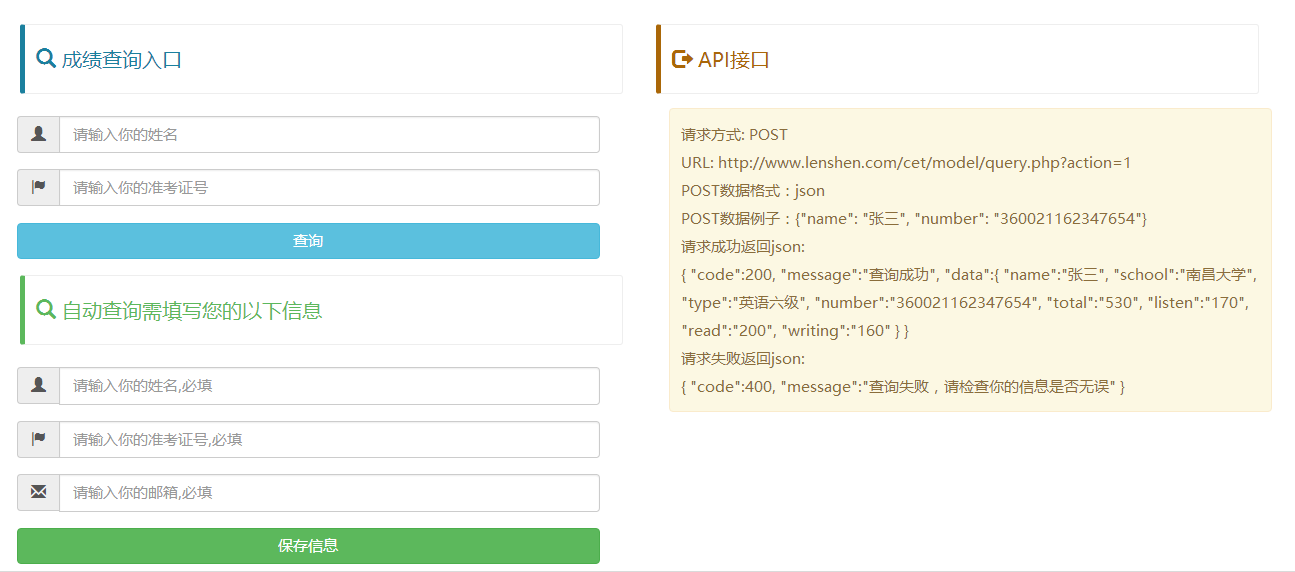 成绩查询入口
请输入你的姓名
请输入你的准考证号
查询
自动查询需填写您的以下信息
请输入你的姓名,必填
请输入你的准考证号,必填
请输入你的邮箱,必填
保存信息
API接口
请求方式: POST
URL: http://www.lenshen.com/cet/model/query.php?action=1
POST数据格式：json
POST数据例子：{"name": "张三", "number": "360021162347654"}
请求成功返回json:
{ "code":200, "message":"查询成功", "data":{ "name":"张三", "school":"南昌大学",
"type":"英语六级", "number":"360021162347654", "total":"530", "listen":"170",
"read":"200", "writing":"160" } }
请求失败返回json:
{ "code":400, "message":"查询失败，请检查你的信息是否无误" }